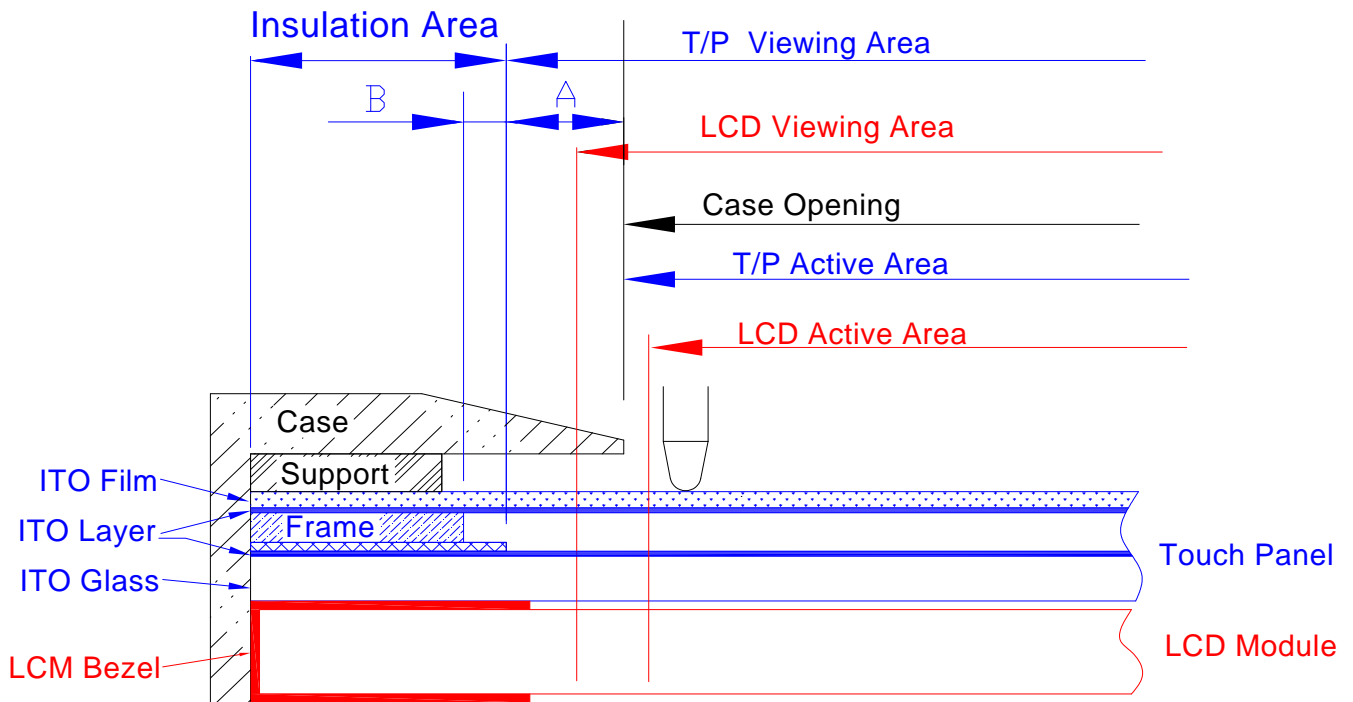 Insulation Area
T/P Viewing Area
B
A
LCD Viewing Area
Case Opening
T/P Active Area
LCD Active Area
Case
Support
ITO Film
ITO Layer
Frame
ITO Glass
Touch Panel
LCM Bezel
LCD Module